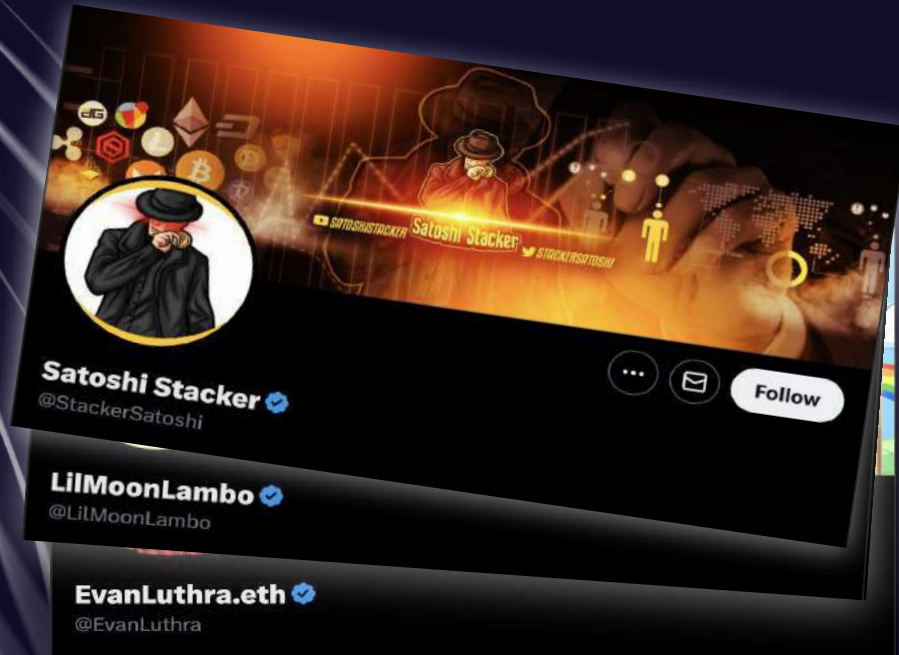 SATOSHISTACKER Satoshi Stacker STACKERSATOSHI
Satoshi Stacker
@StackerSatoshi
Follow
LilMoonLambo
@LilMoonLambo
EvanLuthra.eth
@EvanLuthra